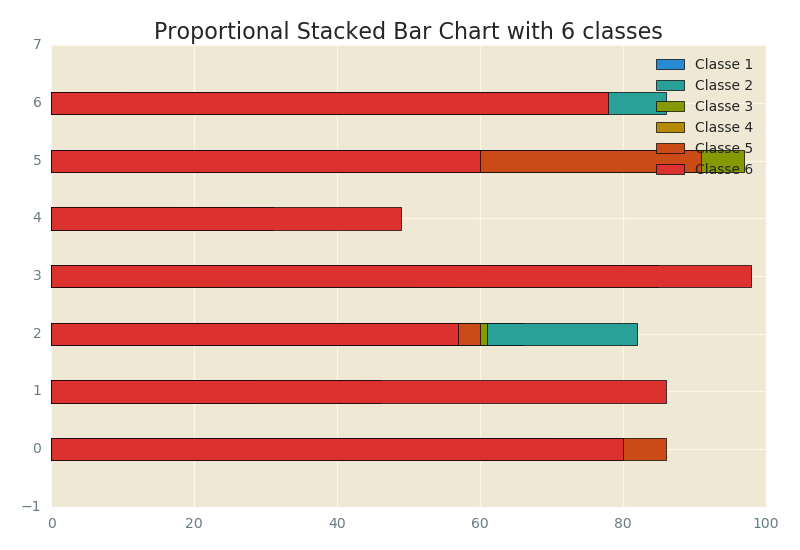 Proportional Stacked Bar Chart with 6 classes
7
6
5
4
3
2
1
0
−1
Classe 1
Classe 2
Classe 3
Classe 4
Classe 5
Classe 6
0 20 40 60 80 100